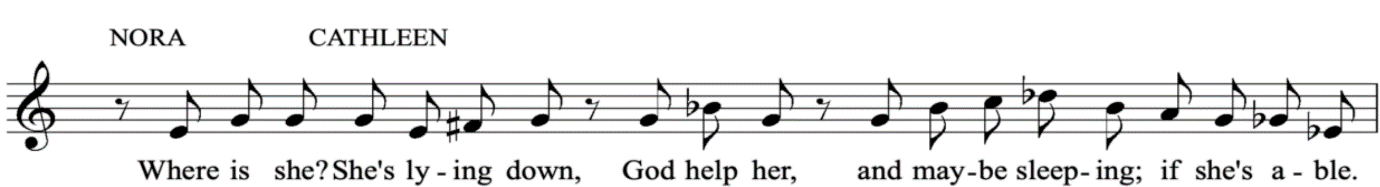 NORA CATHLEEN
Where is she? She's ly - ing down, God help her, and may - be sleep - ing; if she's a - ble.